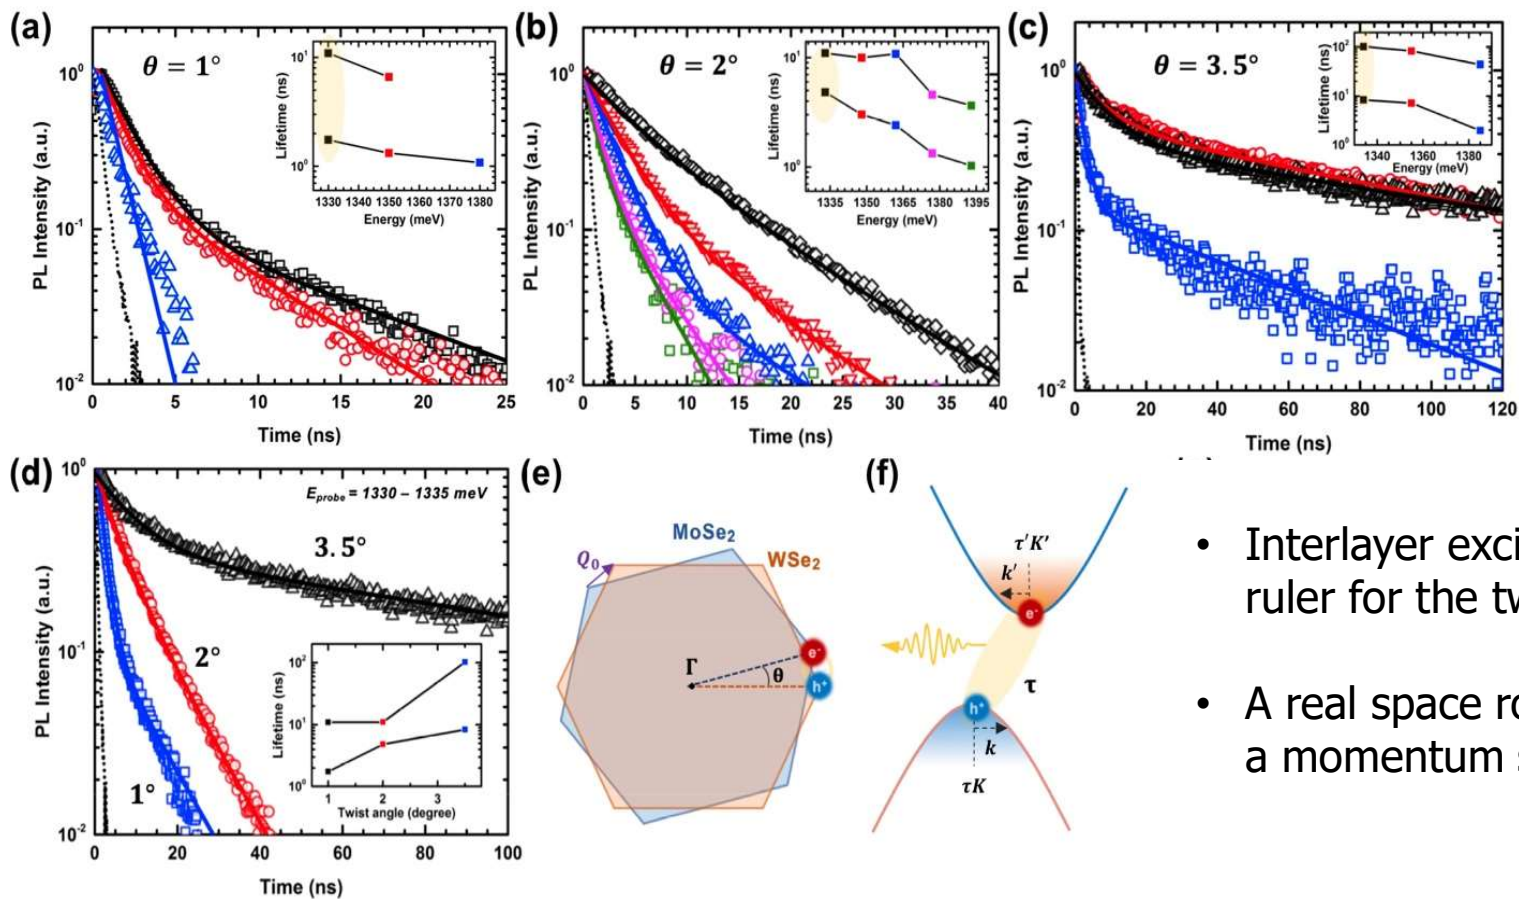 (a)
θ = 1°
PL Intensity (a.u.)
10⁰
10⁻¹
10⁻²
0 5 10 15 20 25
Time (ns)
Lifetime (ns)
10¹
10⁰
1330 1340 1350 1360 1370 1380
Energy (meV)
(b)
θ = 2°
PL Intensity (a.u.)
10⁰
10⁻¹
10⁻²
0 5 10 15 20 25 30 35 40
Time (ns)
Lifetime (ns)
10¹
10⁰
1335 1350 1365 1380 1395
Energy (meV)
(c)
θ = 3.5°
PL Intensity (a.u.)
10⁰
10⁻¹
10⁻²
0 20 40 60 80 100 120
Time (ns)
Lifetime (ns)
10²
10¹
10⁰
1340 1360 1380
Energy (meV)
(d)
E_probe = 1330 – 1335 meV
3.5°
2°
1°
PL Intensity (a.u.)
10⁰
10⁻¹
10⁻²
0 20 40 60 80 100
Time (ns)
Lifetime (ns)
10²
10¹
10⁰
1 2 3
Twist angle (degree)
(e)
MoSe₂
WSe₂
Q₀
Γ
θ
e⁻
h⁺
(f)
τ'K'
k'
e⁻
τ
h⁺
k
τK
• Interlayer exci
ruler for the tw
• A real space ro
a momentum s